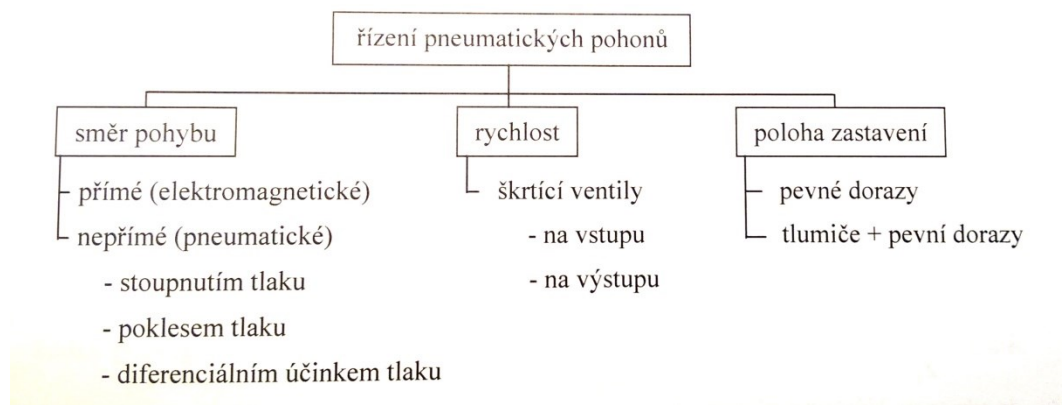 řízení pneumatických pohonů
směr pohybu
přímé (elektromagnetické)
nepřímé (pneumatické)
- stoupnutím tlaku
- poklesem tlaku
- diferenciálním účinkem tlaku
rychlost
škrtící ventily
- na vstupu
- na výstupu
poloha zastavení
pevné dorazy
tlumiče + pevní dorazy